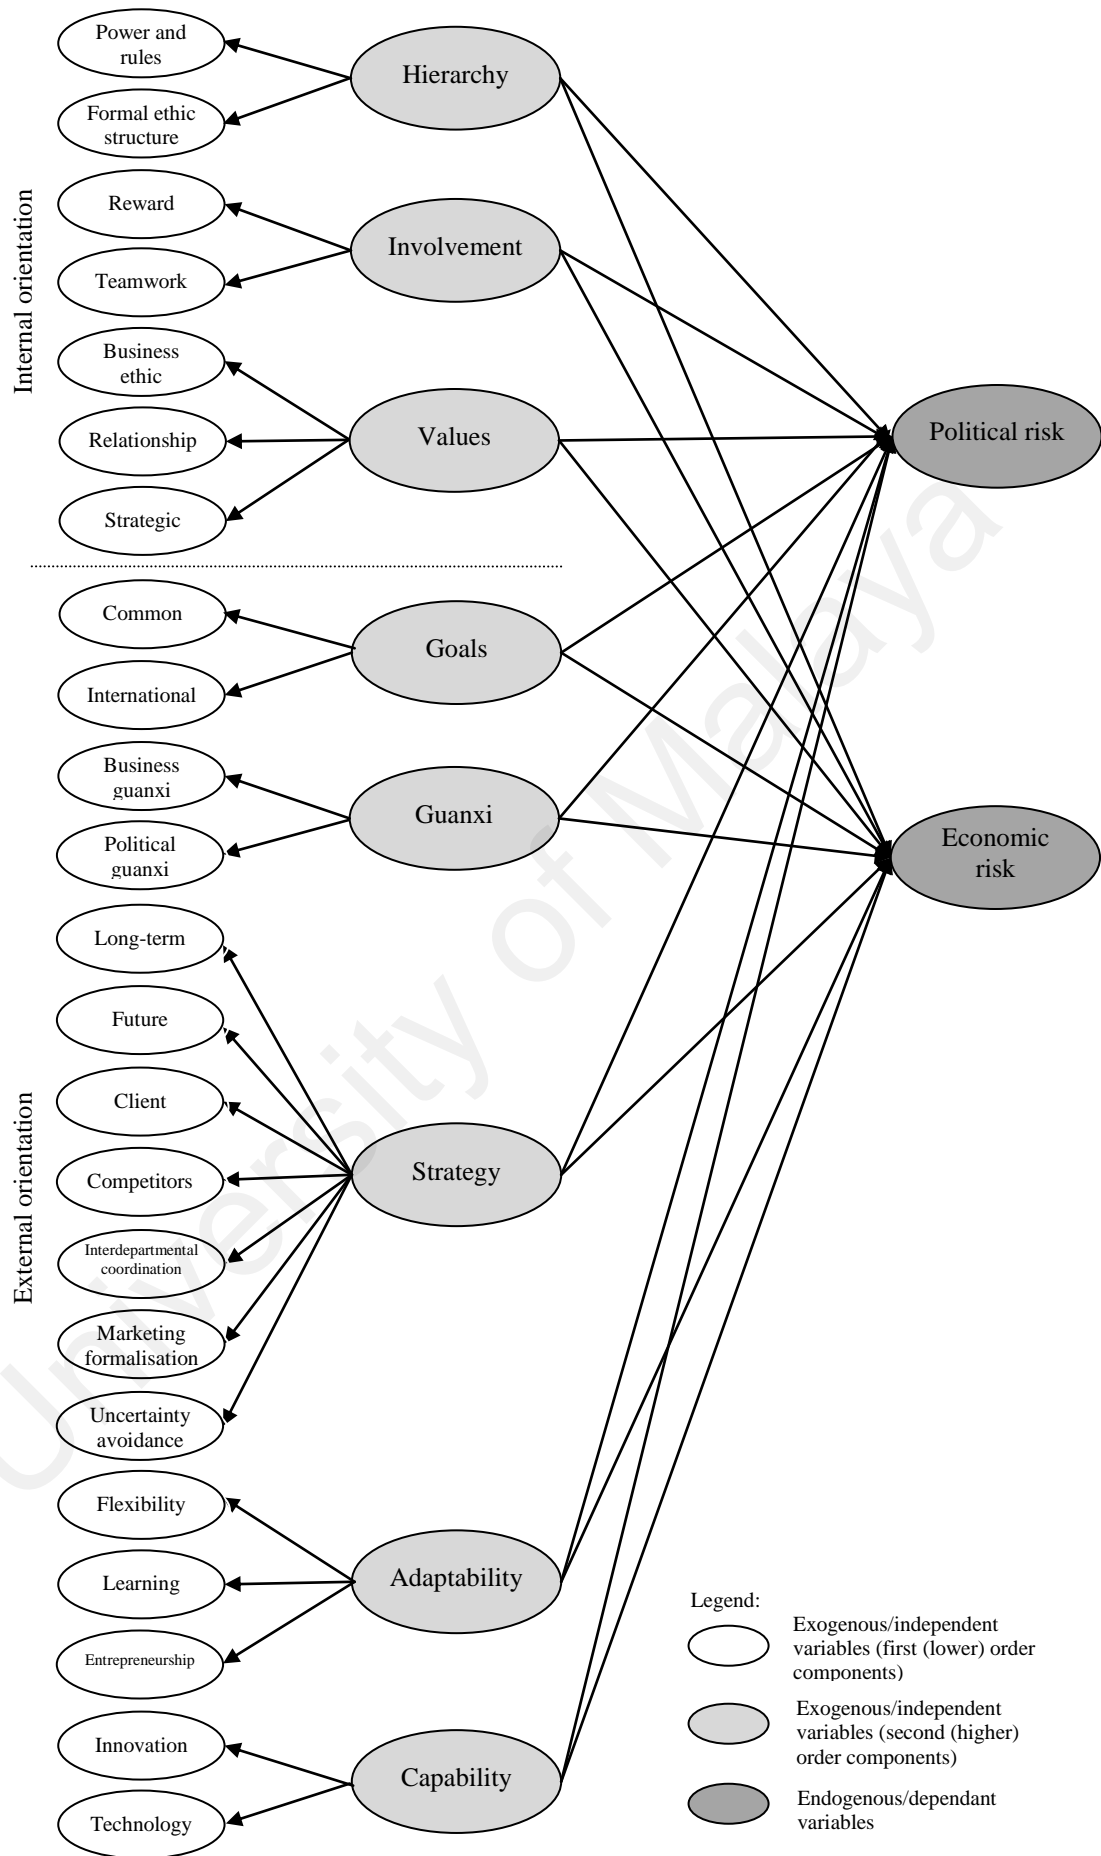 Power and
rules
Hierarchy
Formal ethic
structure
Internal orientation
Reward
Involvement
Teamwork
Business
ethic
Relationship
Values
Strategic
Political risk
Common
Goals
International
Business
guanxi
Guanxi
Political
guanxi
Economic
risk
External orientation
Long-term
Future
Client
Competitors
Strategy
Interdepartmental
coordination
Marketing
formalisation
Uncertainty
avoidance
Flexibility
Learning
Adaptability
Entrepreneurship
Innovation
Capability
Technology
Legend:
Exogenous/independent
variables (first (lower) order
components)
Exogenous/independent
variables (second (higher)
order components)
Endogenous/dependant
variables
University of Malaya